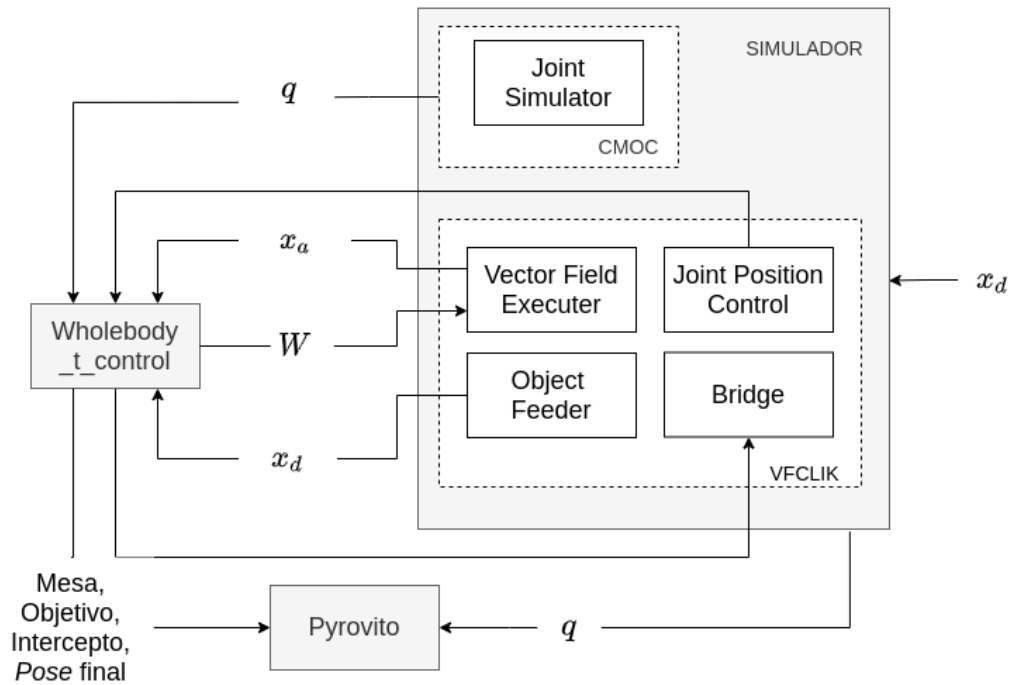 SIMULADOR
Joint
Simulator
CMOC
q
x_a
Vector Field
Executer
Joint Position
Control
x_d
Wholebody
_t_control
W
Object
Feeder
Bridge
x_d
VFCLIK
Mesa,
Objetivo,
Intercepto,
Pose final
Pyrovito
q